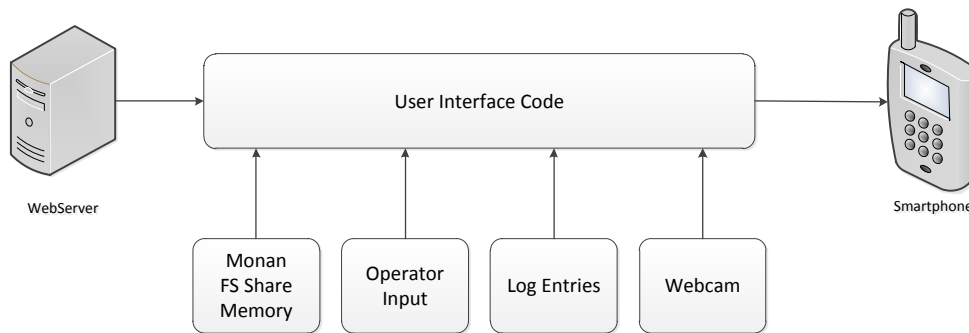 User Interface Code
WebServer
Smartphone
Monan
FS Share
Memory
Operator
Input
Log Entries
Webcam